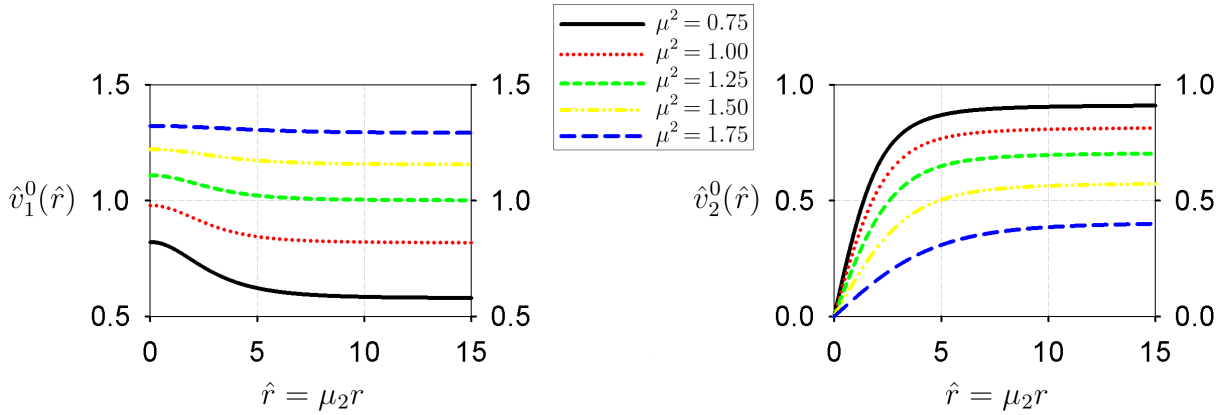 μ² = 0.75
μ² = 1.00
μ² = 1.25
μ² = 1.50
μ² = 1.75
1.5 1.5
1.0 1.0
0.5 0.5
0 5 10 15
v̂₁⁰(r̂)
r̂ = μ₂r
1.0 1.0
0.5 0.5
0.0 0.0
0 5 10 15
v̂₂⁰(r̂)
r̂ = μ₂r